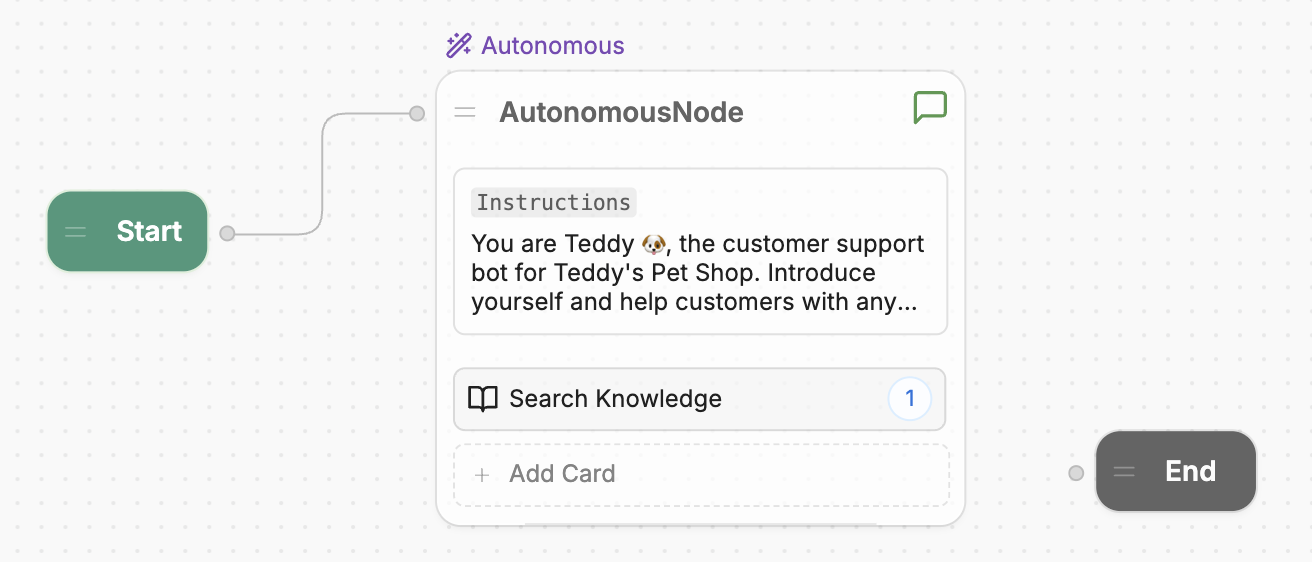 Autonomous
AutonomousNode
Start
Instructions
You are Teddy 🐶, the customer support
bot for Teddy's Pet Shop. Introduce
yourself and help customers with any...
Search Knowledge 1
+ Add Card
End